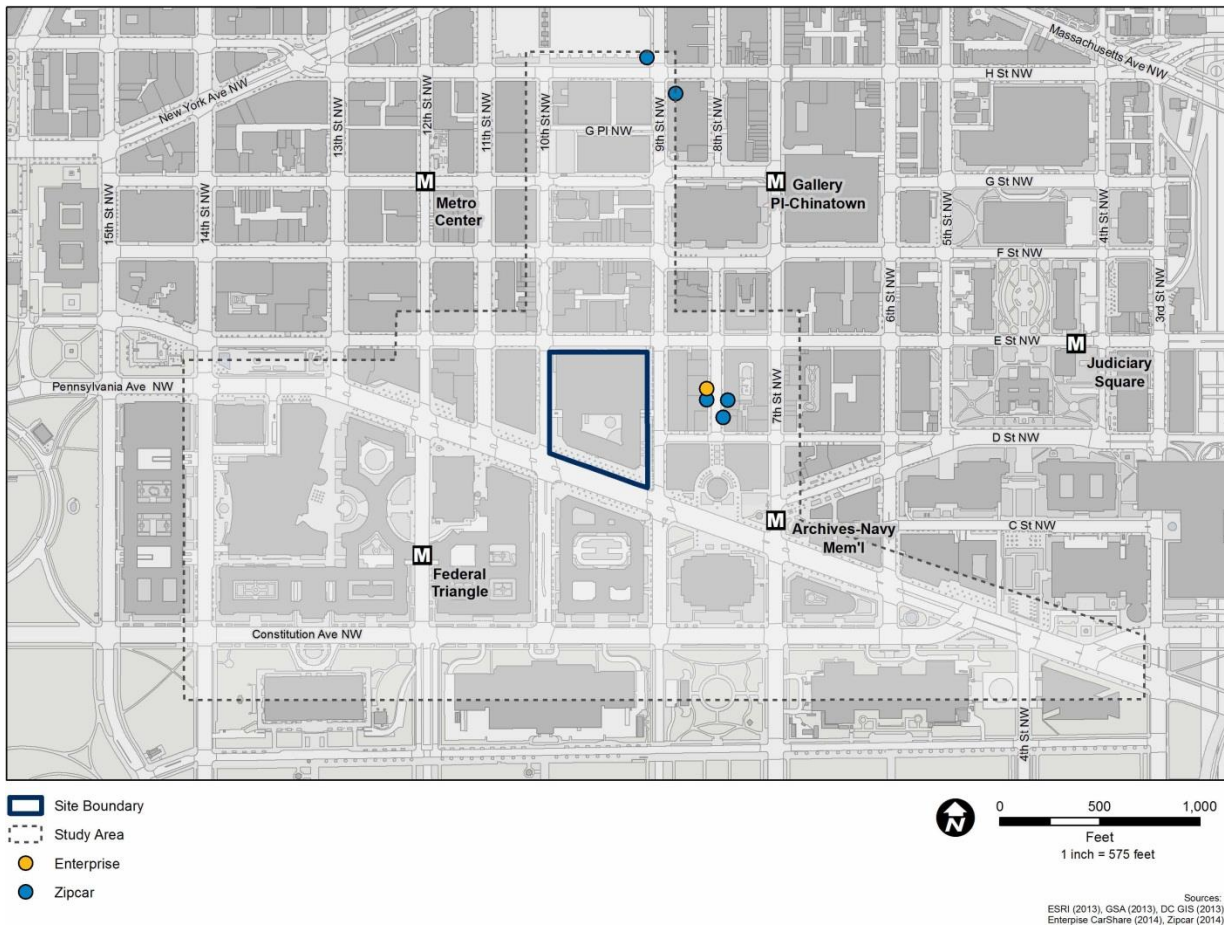 Massachusetts Ave NW
H St NW
New York Ave NW
12th St NW
13th St NW
11th St NW
10th St NW
G Pl NW
9th St NW
8th St NW
M
Metro
Center
M
Gallery
Pl-Chinatown
G St NW
15th St NW
14th St NW
5th St NW
4th St NW
F St NW
6th St NW
3rd St NW
E St NW
M
Judiciary
Square
Pennsylvania Ave NW
7th St NW
D St NW
M
Archives-Navy
Mem'l
C St NW
M
Federal
Triangle
Constitution Ave NW
4th St NW
Site Boundary
Study Area
Enterprise
Zipcar
N
0 500 1,000
Feet
1 inch = 575 feet
Sources:
ESRI (2013), GSA (2013), DC GIS (2013)
Enterpise CarShare (2014), Zipcar (2014)